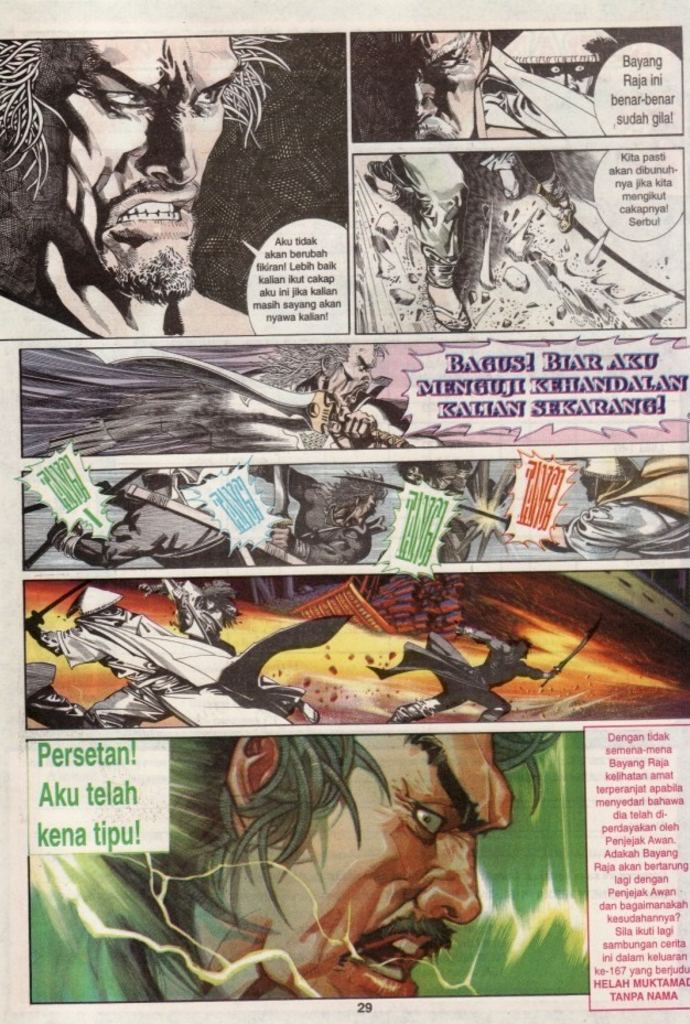 Aku tidak
akan berubah
fikiran! Lebih baik
kalian ikut cakap
aku ini jika kalian
masih sayang akan
nyawa kalian!
Bayang
Raja ini
benar-benar
sudah gila!
Kita pasti
akan dibunuh-
nya jika kita
mengikut
cakapnya!
Serbu!
BAGUS! BIAR AKU
MENGUJI KEHANDALAN
KALIAN SEKARANG!
TANG!
TANG!
TANG!
TANG!
Persetan!
Aku telah
kena tipu!
Dengan tidak
semena-mena
Bayang Raja
kelihatan amat
terperanjat apabila
menyedari bahawa
dia telah di-
perdayakan oleh
Penjejak Awan.
Adakah Bayang
Raja akan bertarung
lagi dengan
Penjejak Awan
dan bagaimanakah
kesudahannya?
Sila ikuti lagi
sambungan cerita
ini dalam keluaran
ke-167 yang berjudul
HELAH MUKTAMAD
TANPA NAMA
29